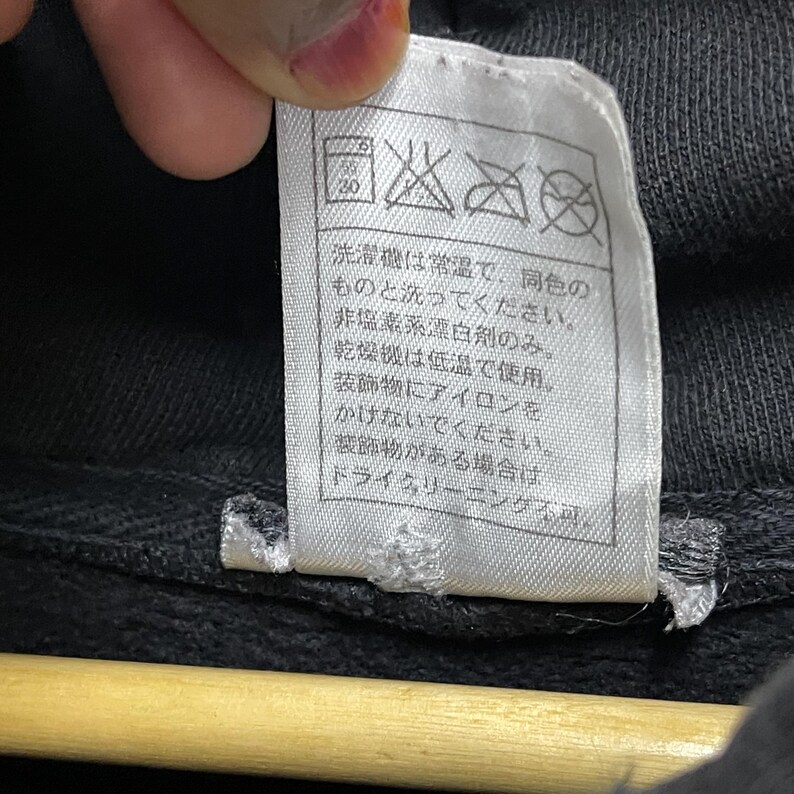 30
洗濯機は常温で、同色の
ものと洗ってください。
非塩素系漂白剤のみ。
乾燥機は低温で使用。
装飾物にアイロンを
かけないでください。
装飾物がある場合は
ドライクリーニング不可。